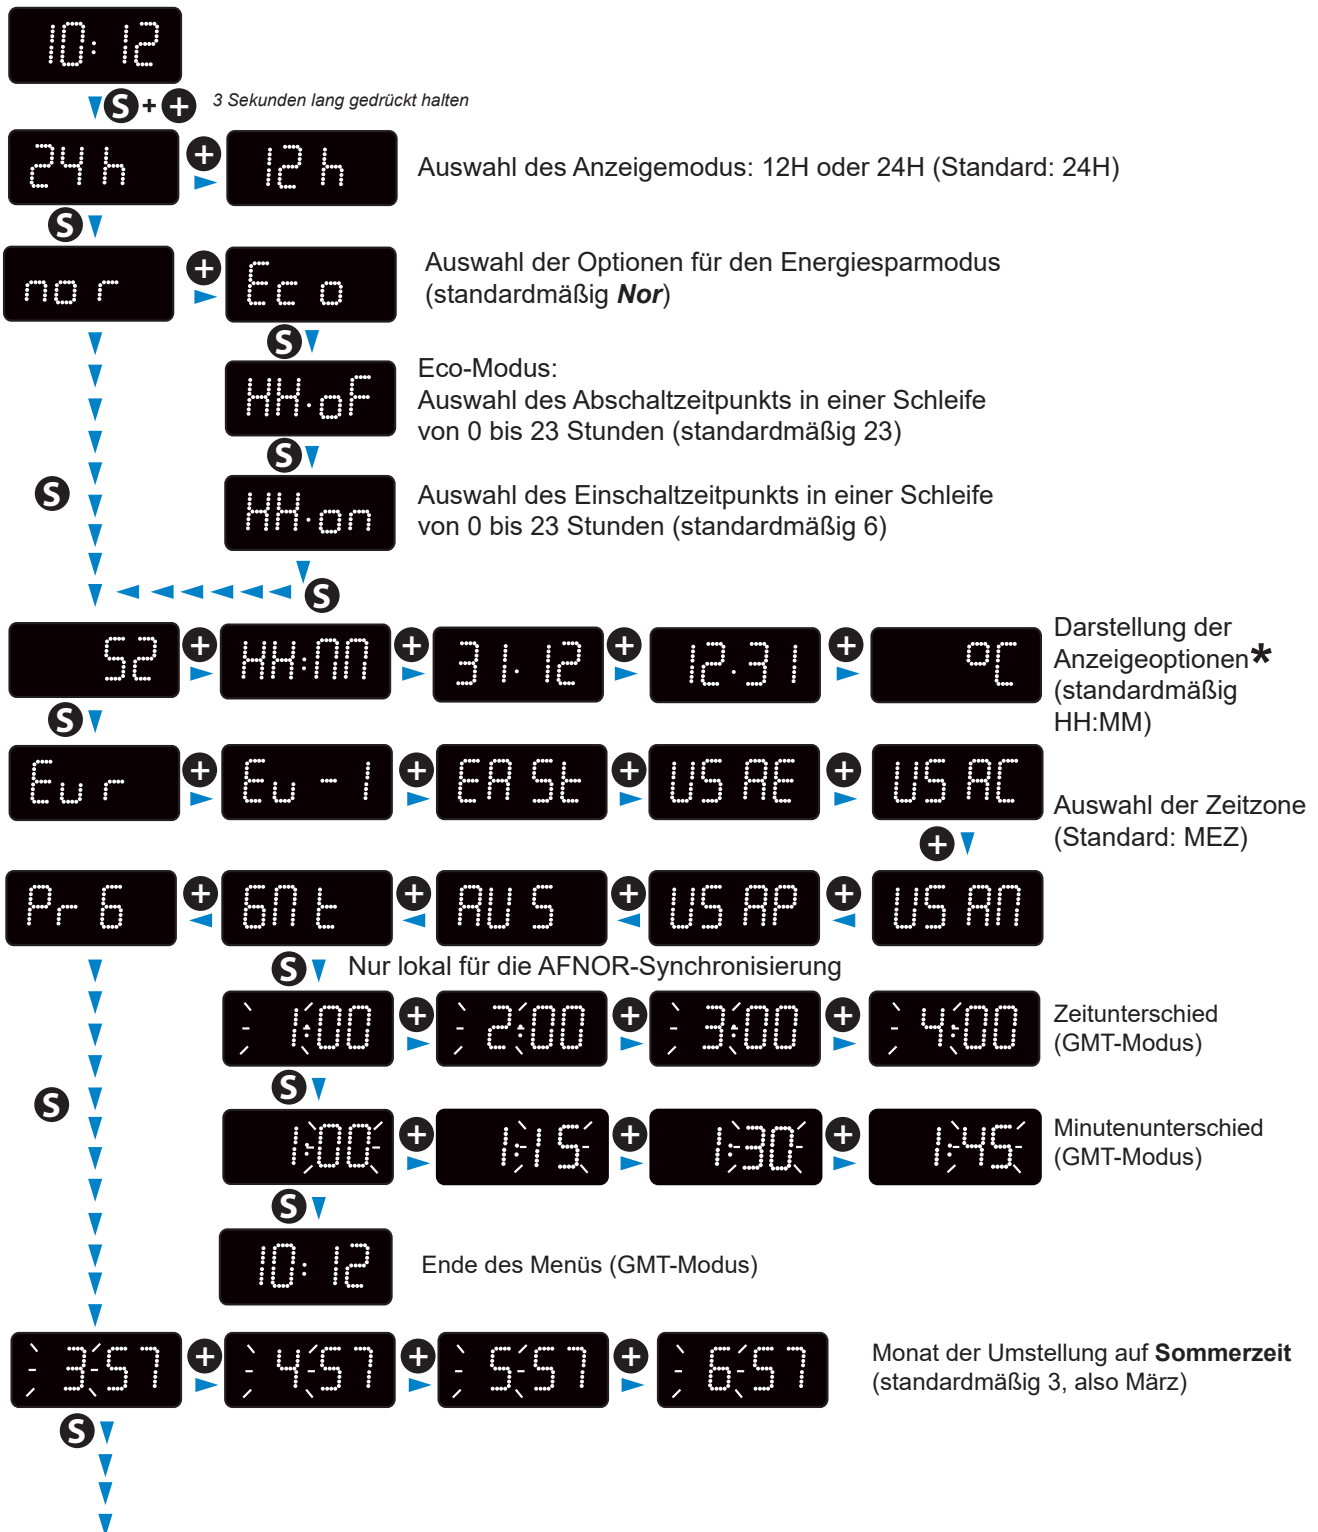 10:12
S + + 3 Sekunden lang gedrückt halten
24 h + 12 h Auswahl des Anzeigemodus: 12H oder 24H (Standard: 24H)
S
nor + Eco Auswahl der Optionen für den Energiesparmodus
(standardmäßig Nor)
S
HH.oF Eco-Modus:
Auswahl des Abschaltzeitpunkts in einer Schleife
von 0 bis 23 Stunden (standardmäßig 23)
S
S
HH.on Auswahl des Einschaltzeitpunkts in einer Schleife
von 0 bis 23 Stunden (standardmäßig 6)
S
S2 + HH:MM + 31.12 + 12.31 + °C
Darstellung der
Anzeigeoptionen*
(standardmäßig
HH:MM)
S
Eur + Eu -1 + EA St + US AE + US AC
Auswahl der Zeitzone
(Standard: MEZ)
+
Pr G + GMt + AUS + US AP + US AM
S Nur lokal für die AFNOR-Synchronisierung
1:00 + 2:00 + 3:00 + 4:00 Zeitunterschied
(GMT-Modus)
S
S
1:00 + 1:15 + 1:30 + 1:45 Minutenunterschied
(GMT-Modus)
S
10:12 Ende des Menüs (GMT-Modus)
3:S7 + 4:S7 + 5:S7 + 6:S7 Monat der Umstellung auf Sommerzeit
(standardmäßig 3, also März)
S